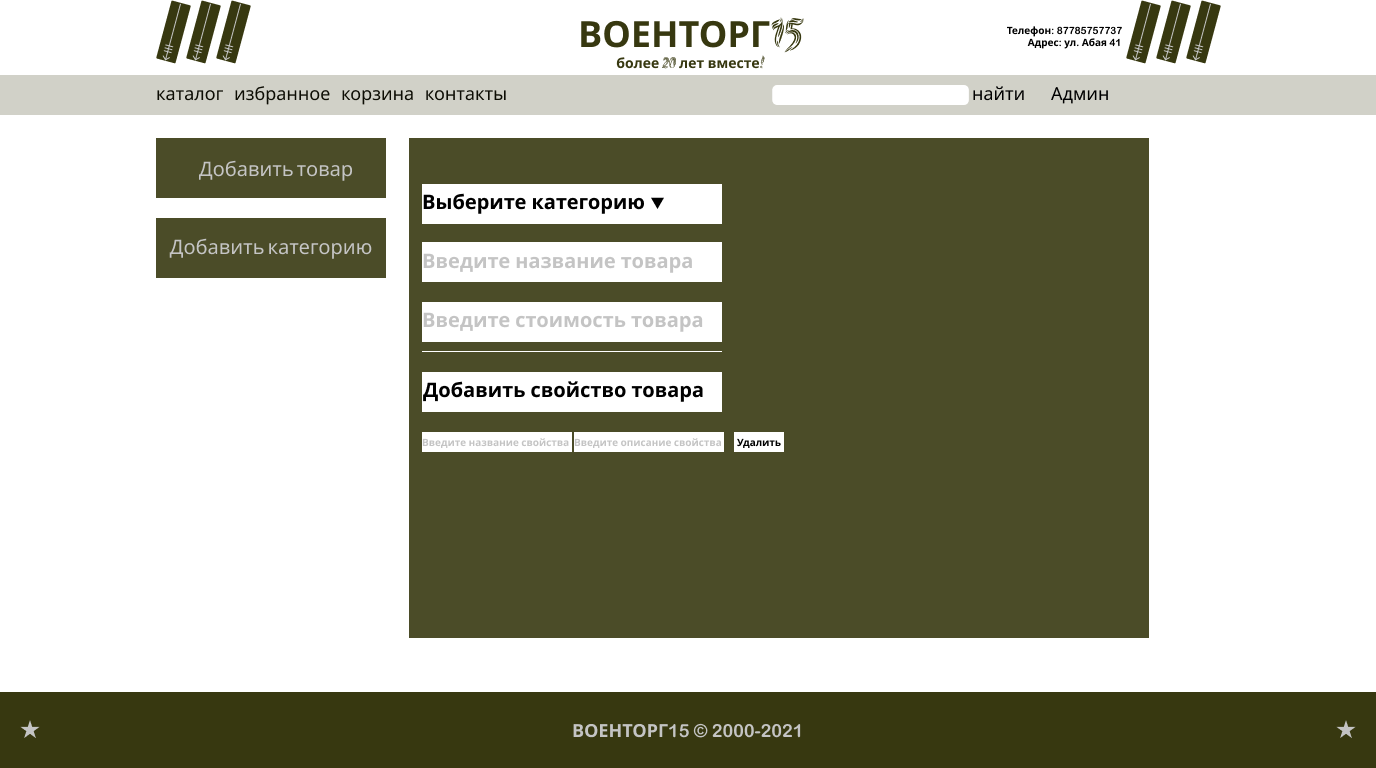 ВОЕНТОРГ15
более 20 лет вместе!
Телефон: 87785757737
Адрес: ул. Абая 41
каталог избранное корзина контакты найти Админ
Добавить товар
Добавить категорию
Выберите категорию ▼
Введите название товара
Введите стоимость товара
Добавить свойство товара
Введите название свойства Введите описание свойства Удалить
★ ВОЕНТОРГ15 © 2000-2021 ★